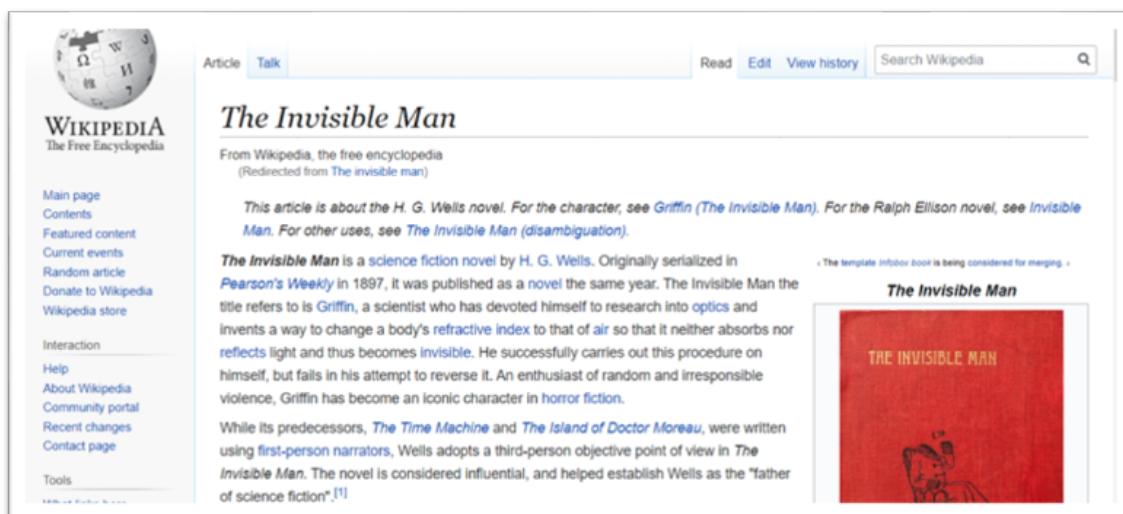 WIKIPEDIA
The Free Encyclopedia
Main page
Contents
Featured content
Current events
Random article
Donate to Wikipedia
Wikipedia store
Interaction
Help
About Wikipedia
Community portal
Recent changes
Contact page
Tools
Article Talk
Read Edit View history Search Wikipedia
The Invisible Man
From Wikipedia, the free encyclopedia
(Redirected from The invisible man)
This article is about the H. G. Wells novel. For the character, see Griffin (The Invisible Man). For the Ralph Ellison novel, see Invisible
Man. For other uses, see The Invisible Man (disambiguation).
The Invisible Man is a science fiction novel by H. G. Wells. Originally serialized in
Pearson's Weekly in 1897, it was published as a novel the same year. The Invisible Man the
title refers to is Griffin, a scientist who has devoted himself to research into optics and
invents a way to change a body's refractive index to that of air so that it neither absorbs nor
reflects light and thus becomes invisible. He successfully carries out this procedure on
himself, but fails in his attempt to reverse it. An enthusiast of random and irresponsible
violence, Griffin has become an iconic character in horror fiction.
While its predecessors, The Time Machine and The Island of Doctor Moreau, were written
using first-person narrators, Wells adopts a third-person objective point of view in The
Invisible Man. The novel is considered influential, and helped establish Wells as the "father
of science fiction".[1]
‹ The template Infobox book is being considered for merging. ›
The Invisible Man
THE INVISIBLE MAN